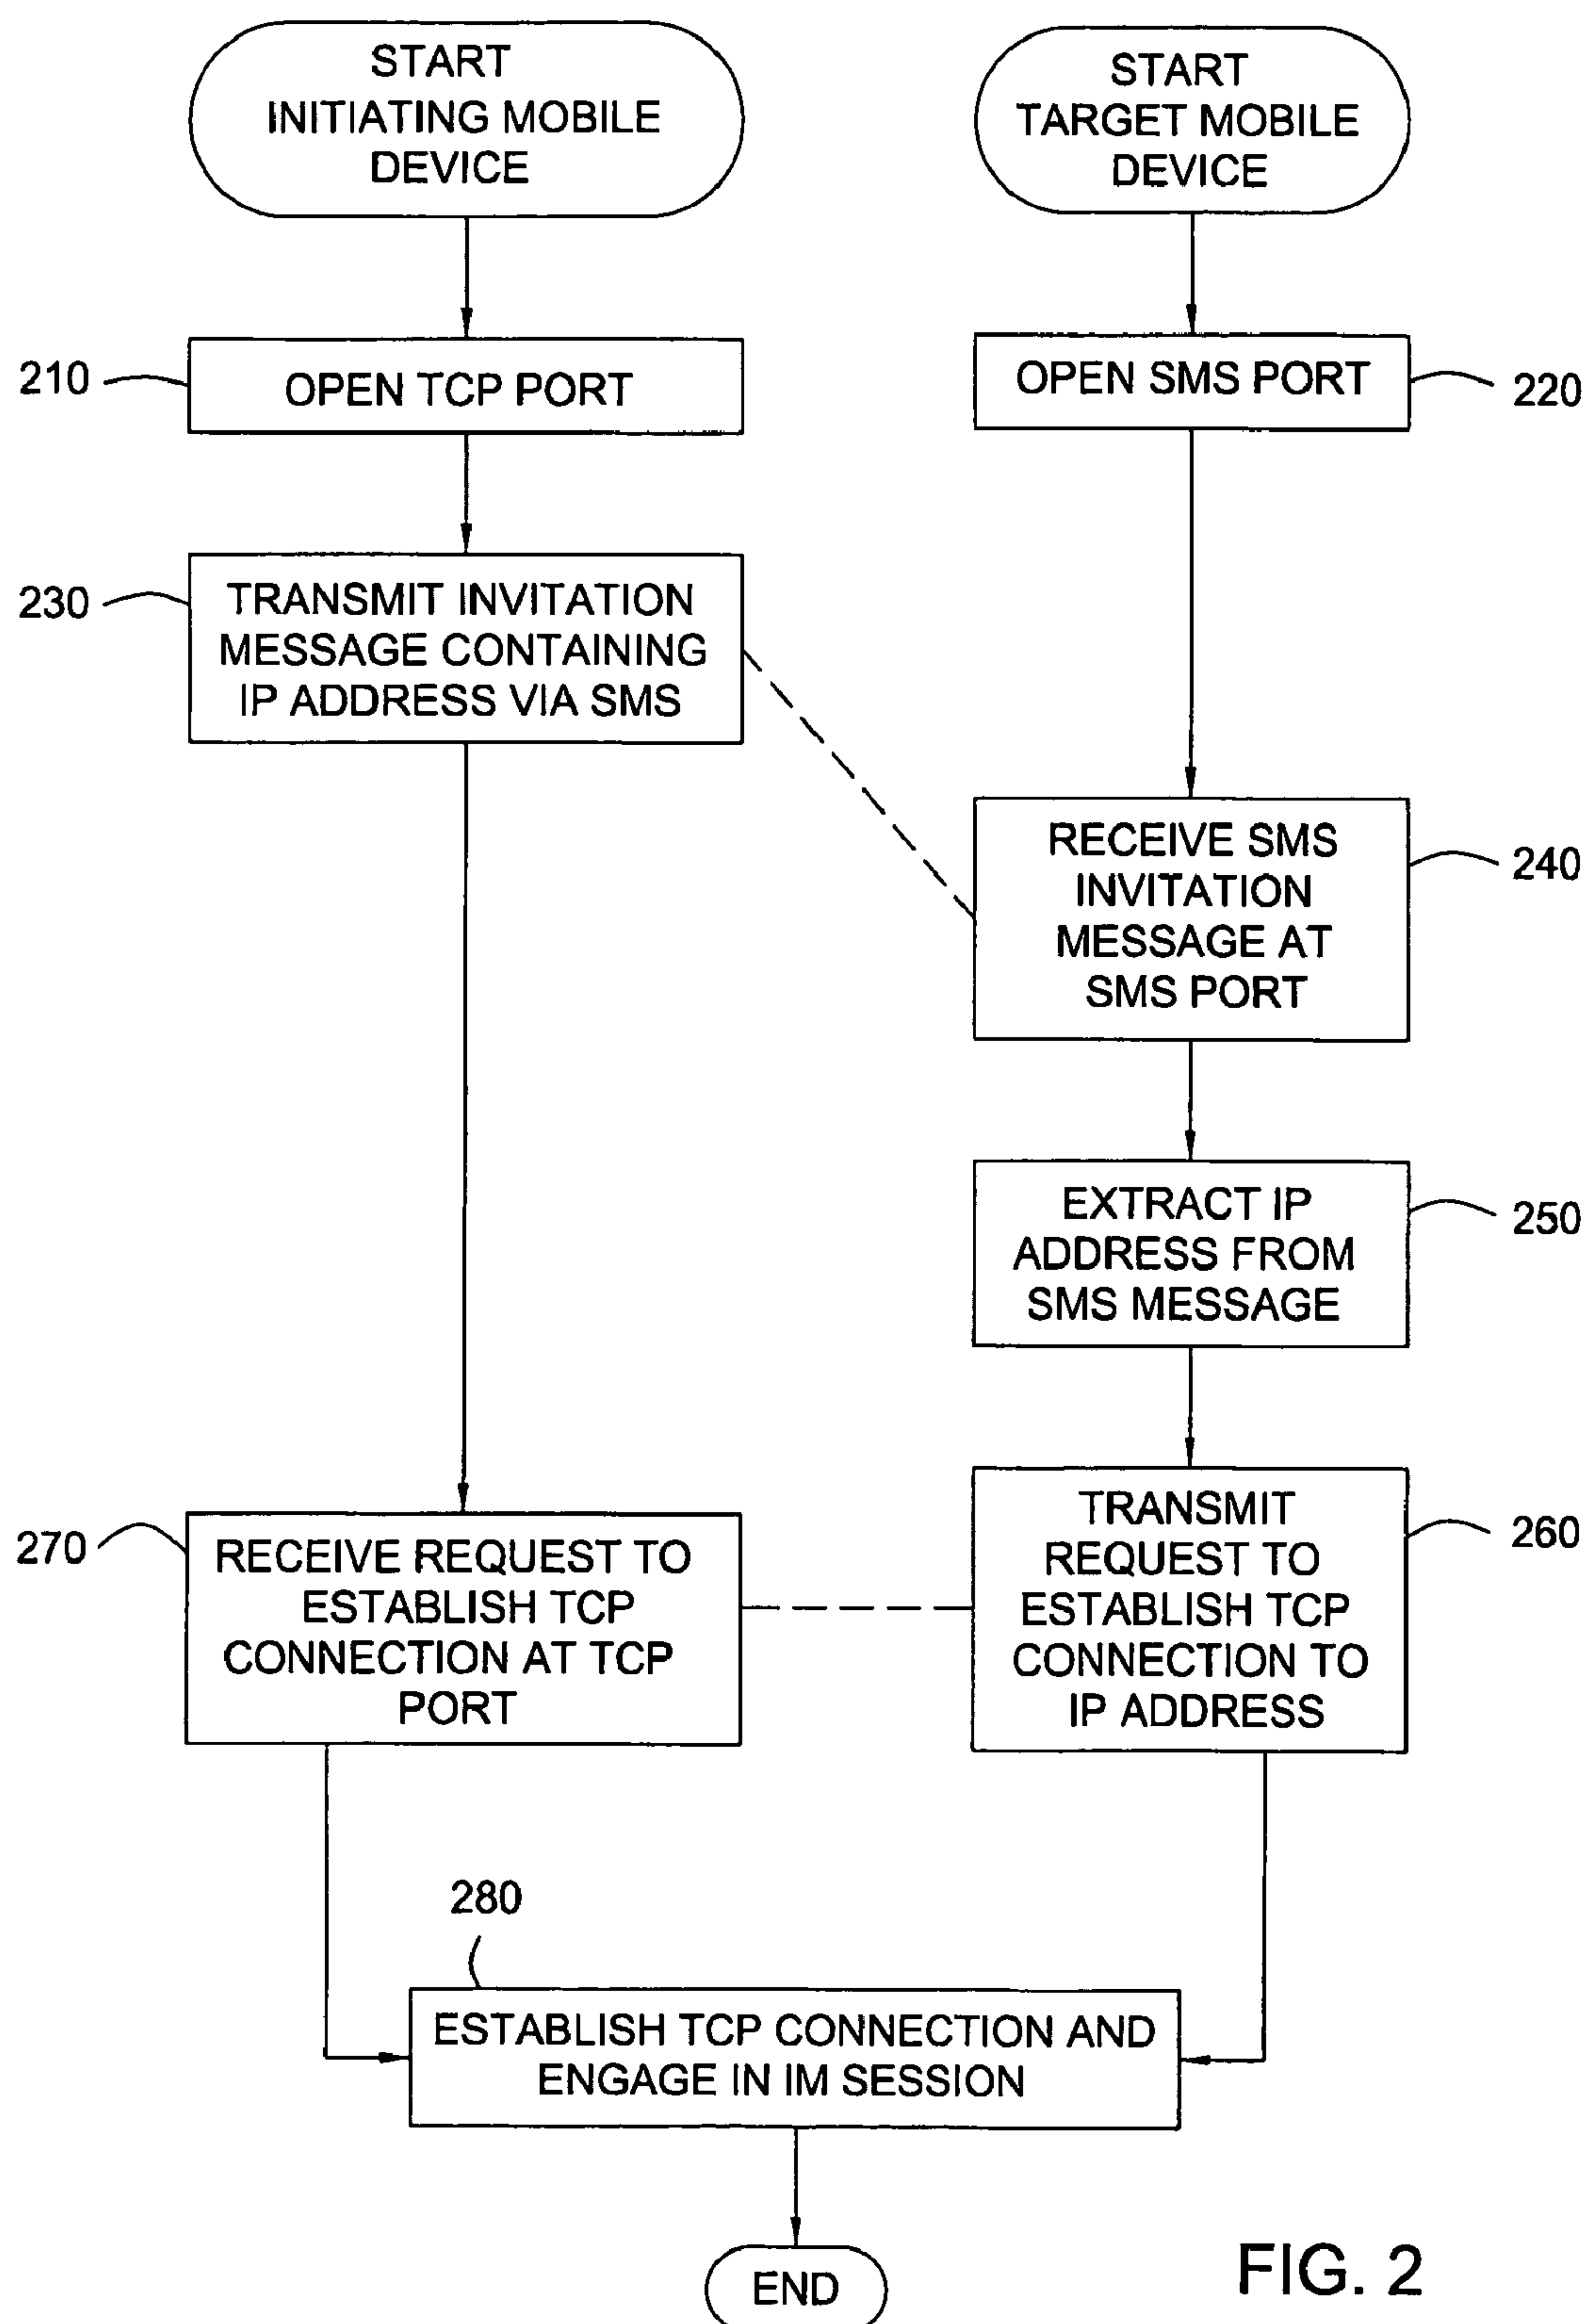 START
INITIATING MOBILE
DEVICE
START
TARGET MOBILE
DEVICE
210
OPEN TCP PORT
OPEN SMS PORT
220
230
TRANSMIT INVITATION
MESSAGE CONTAINING
IP ADDRESS VIA SMS
RECEIVE SMS
INVITATION
MESSAGE AT
SMS PORT
240
EXTRACT IP
ADDRESS FROM
SMS MESSAGE
250
TRANSMIT
REQUEST TO
ESTABLISH TCP
CONNECTION TO
IP ADDRESS
260
270
RECEIVE REQUEST TO
ESTABLISH TCP
CONNECTION AT TCP
PORT
280
ESTABLISH TCP CONNECTION AND
ENGAGE IN IM SESSION
END
FIG. 2